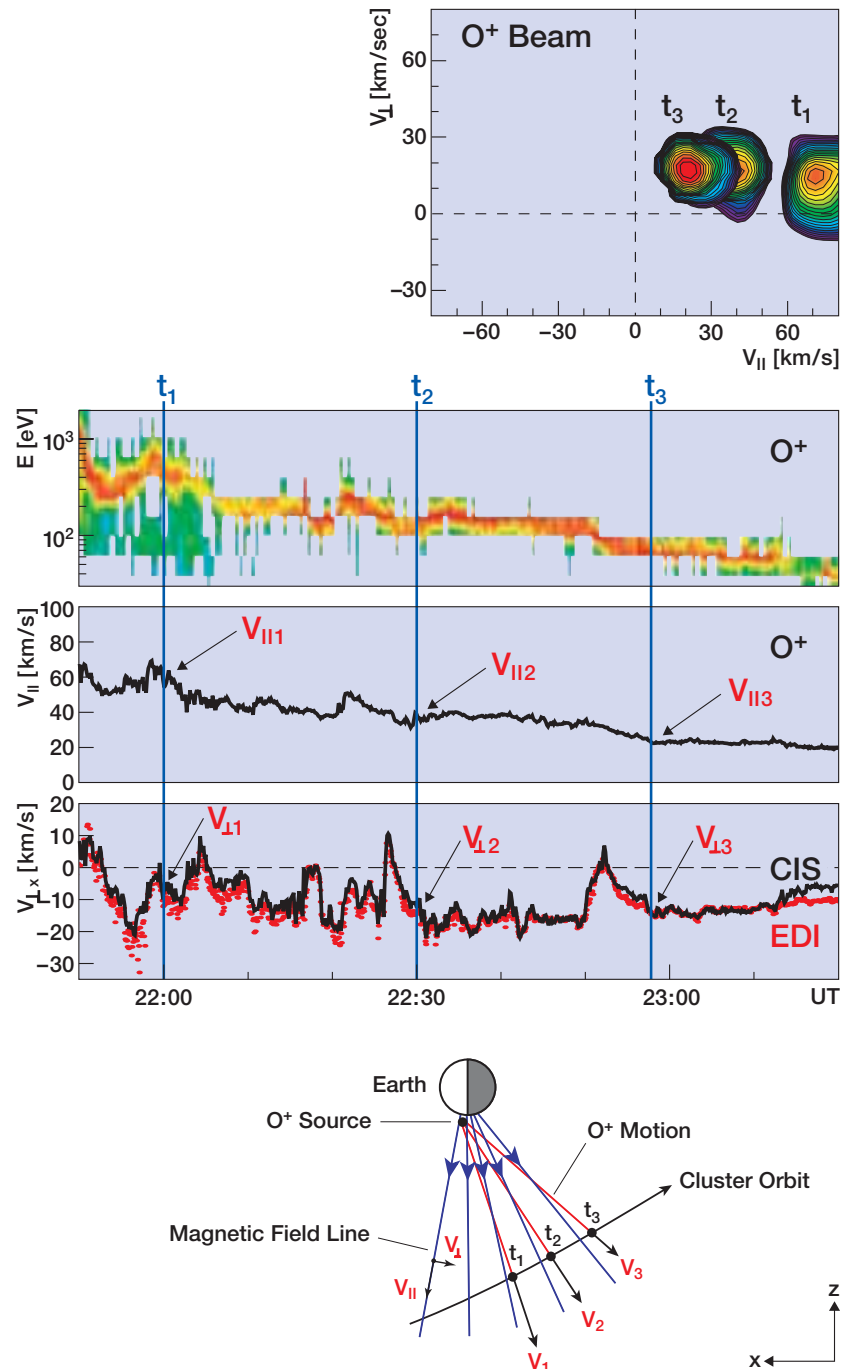 O⁺ Beam
V⊥ [km/sec]
60
30
0
−30
t₃ t₂ t₁
−60 −30 0 30 60
V|| [km/s]
t₁ t₂ t₃
E [eV]
10³
10²
O⁺
V|| [km/s]
100
80
60
40
20
0
V||1
V||2
V||3
O⁺
V⊥x [km/s]
20
10
0
−10
−20
−30
V⊥1
V⊥2
V⊥3
CIS
EDI
22:00 22:30 23:00 UT
Earth
O⁺ Source
O⁺ Motion
Cluster Orbit
Magnetic Field Line
V⊥
V||
t₁
t₂
t₃
V₁
V₂
V₃
Z
X